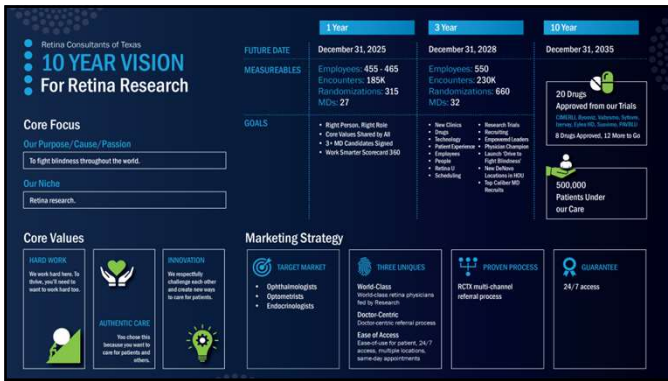 Retina Consultants of Texas
10 YEAR VISION
For Retina Research
Core Focus
Our Purpose/Cause/Passion
To fight blindness throughout the world.
Our Niche
Retina research.
1 Year
3 Year
10 Year
FUTURE DATE
December 31, 2025
December 31, 2028
December 31, 2035
MEASUREABLES
Employees: 455 - 465
Encounters: 185K
Randomizations: 315
MDs: 27
Employees: 550
Encounters: 230K
Randomizations: 660
MDs: 32
GOALS
• Right Person, Right Role
• Core Values Shared by All
• 3+ MD Candidates Signed
• Work Smarter Scorecard 360
• New Clinics
• Drugs
• Technology
• Patient Experience
• Employees
• People
• Retina U
• Scheduling
• Research Trials
• Recruiting
• Empowered Leaders
• Physician Champion
• Launch 'Drive to
Fight Blindness'
• New DeNovo
Locations in HOU
• Top Caliber MD
Recruits
20 Drugs
Approved from our Trials
CIMERLI, Byooviz, Vabysmo, Syfovre,
Izervay, Eylea HD, Susvimo, PAVBLU
8 Drugs Approved, 12 More to Go
500,000
Patients Under
our Care
Core Values
HARD WORK
We work hard here. To
thrive, you'll need to
want to work hard too.
AUTHENTIC CARE
You chose this
because you want to
care for patients and
others.
INNOVATION
We respectfully
challenge each other
and create new ways
to care for patients.
Marketing Strategy
TARGET MARKET
• Ophthalmologists
• Optometrists
• Endocrinologists
THREE UNIQUES
World-Class
World-class retina physicians
fed by Research
Doctor-Centric
Doctor-centric referral process
Ease of Access
Ease-of-use for patient, 24/7
access, multiple locations,
same-day appointments
PROVEN PROCESS
RCTX multi-channel
referral process
GUARANTEE
24/7 access